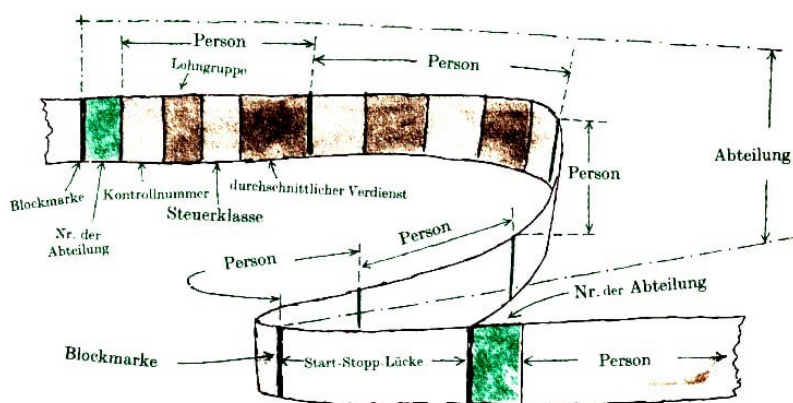 Person
Lohngruppe
Person
Abteilung
Person
Blockmarke
Kontrollnummer
durchschnittlicher Verdienst
Steuerklasse
Nr. der
Abteilung
Person
Person
Nr. der Abteilung
Blockmarke
Start-Stopp-Lücke
Person